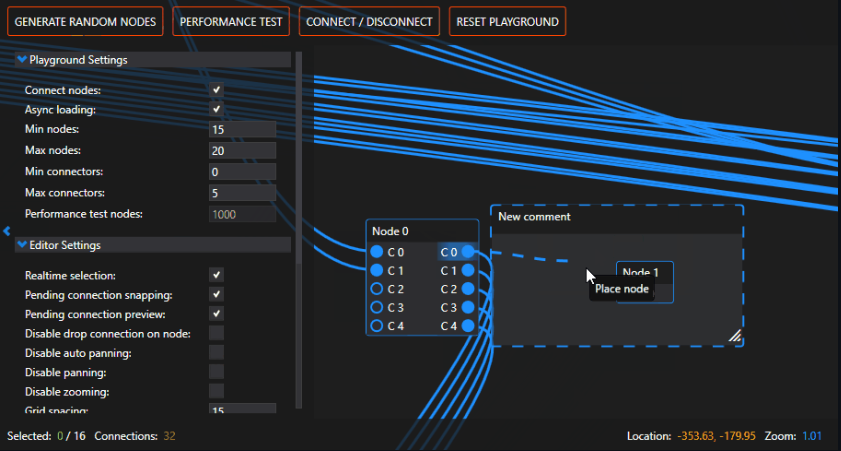 GENERATE RANDOM NODES PERFORMANCE TEST CONNECT / DISCONNECT RESET PLAYGROUND
Playground Settings
Connect nodes:
Async loading:
Min nodes: 15
Max nodes: 20
Min connectors: 0
Max connectors: 5
Performance test nodes: 1000
Editor Settings
Realtime selection:
Pending connection snapping:
Pending connection preview:
Disable drop connection on node:
Disable auto panning:
Disable panning:
Disable zooming:
Grid spacing: 15
Node 0
C 0 C 0
C 1 C 1
C 2 C 2
C 3 C 3
C 4 C 4
New comment
Node 1
Place node
Selected: 0 / 16 Connections: 32
Location: -353.63, -179.95 Zoom: 1.01